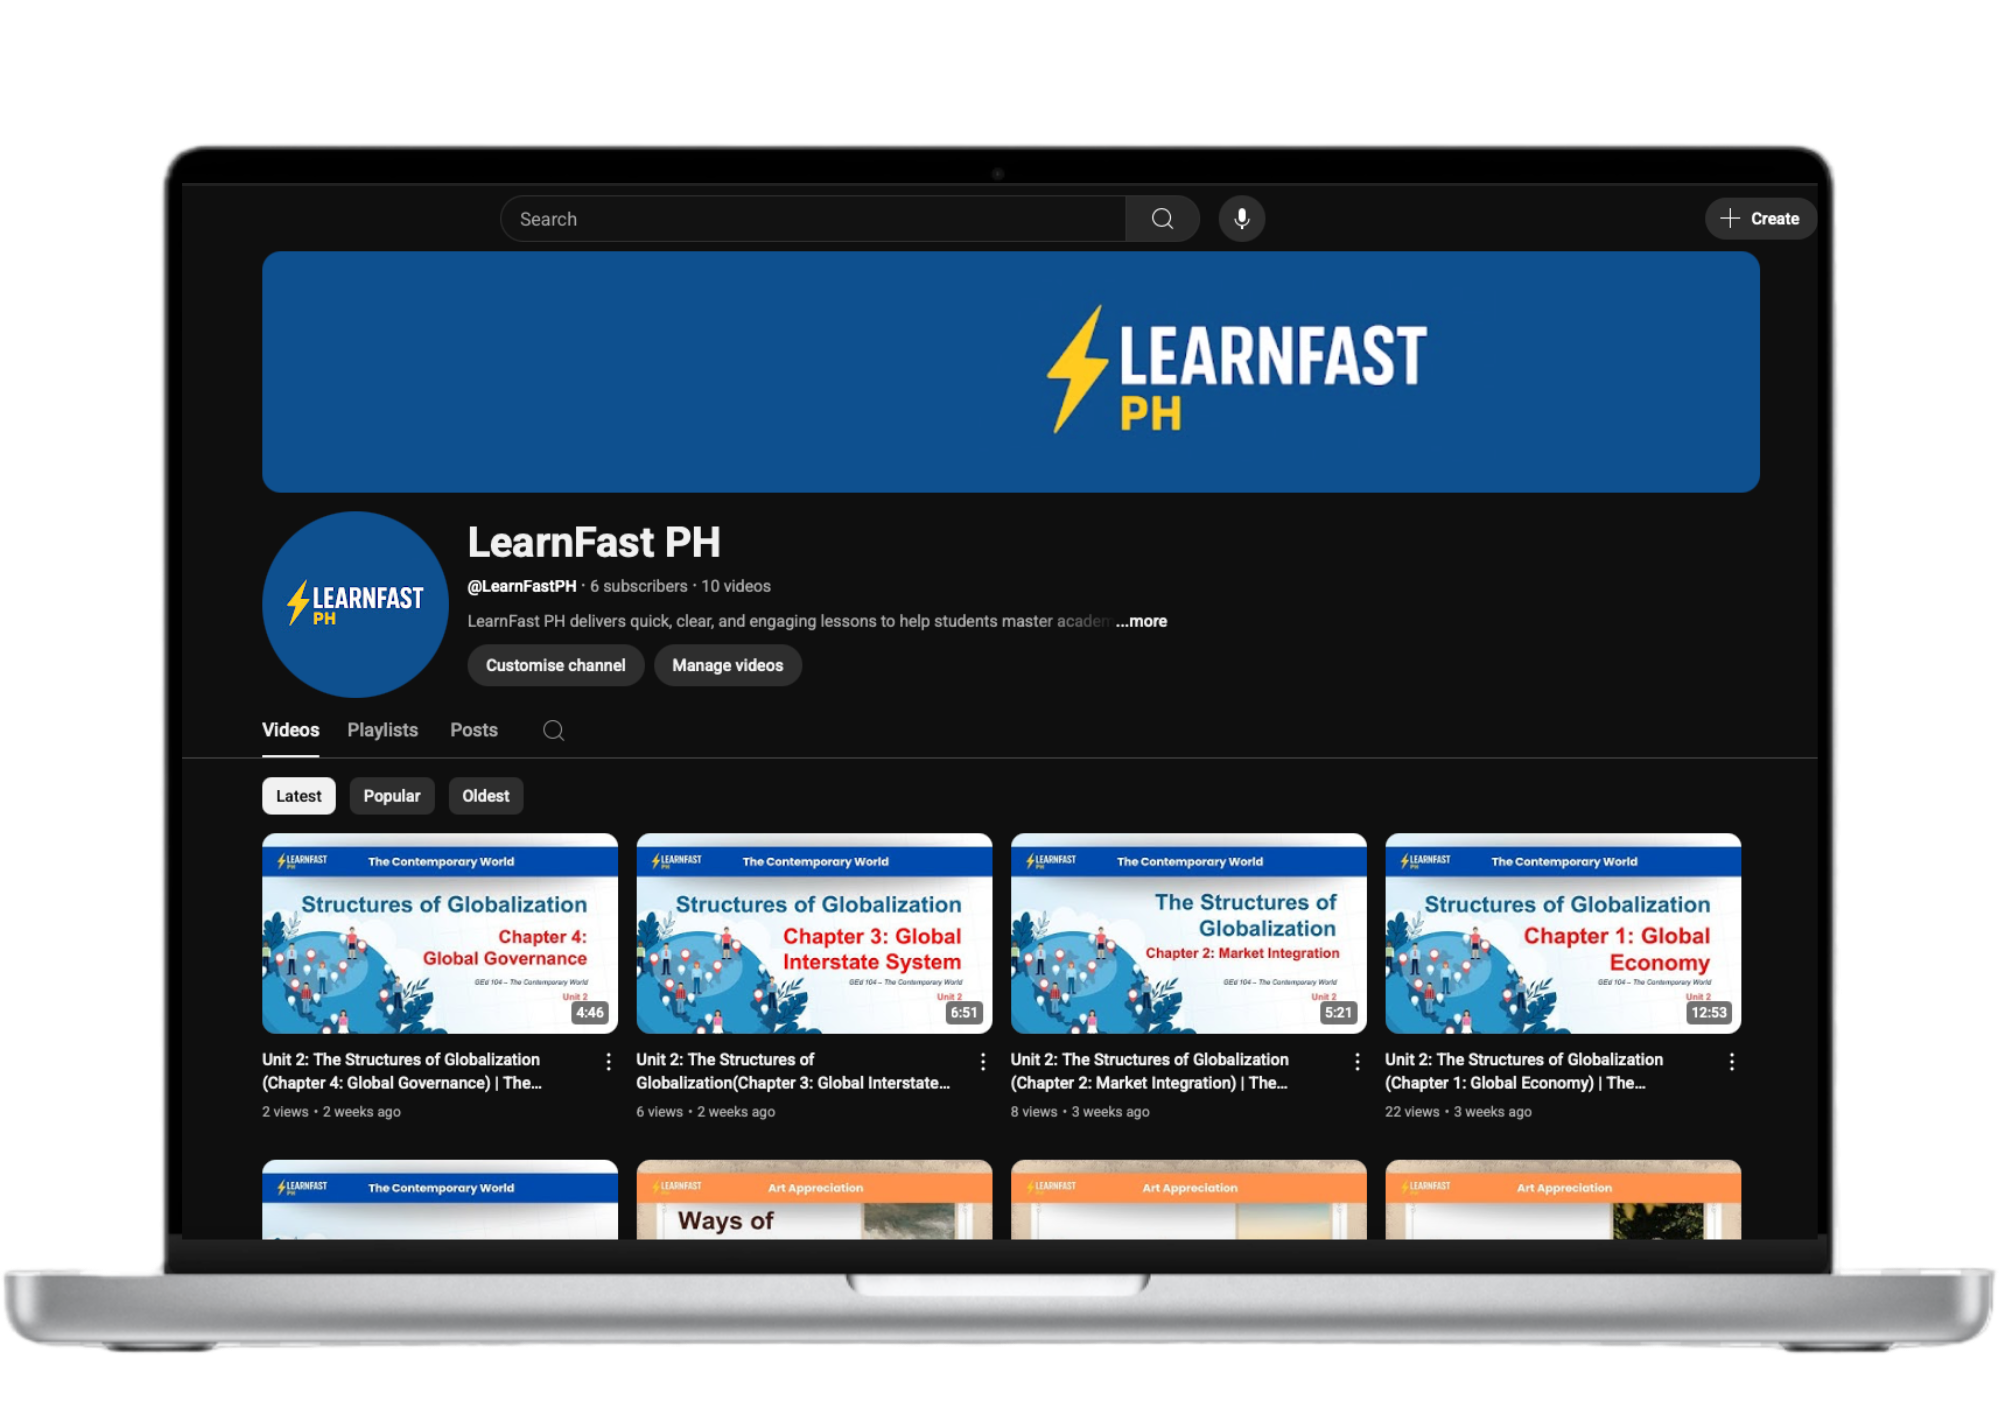 Search
Create
LEARNFAST
PH
LEARNFAST
PH
LearnFast PH
@LearnFastPH · 6 subscribers · 10 videos
LearnFast PH delivers quick, clear, and engaging lessons to help students master academ ...more
Customise channel
Manage videos
Videos
Playlists
Posts
Latest
Popular
Oldest
LEARNFAST
PH
The Contemporary World
Structures of Globalization
Chapter 4:
Global Governance
GEd 104 – The Contemporary World
Unit 2
4:46
Unit 2: The Structures of Globalization
(Chapter 4: Global Governance) | The...
2 views • 2 weeks ago
LEARNFAST
PH
The Contemporary World
Structures of Globalization
Chapter 3: Global
Interstate System
GEd 104 – The Contemporary World
Unit 2
6:51
Unit 2: The Structures of
Globalization(Chapter 3: Global Interstate...
6 views • 2 weeks ago
LEARNFAST
PH
The Contemporary World
The Structures of
Globalization
Chapter 2: Market Integration
GEd 104 – The Contemporary World
Unit 2
5:21
Unit 2: The Structures of Globalization
(Chapter 2: Market Integration) | The...
8 views • 3 weeks ago
LEARNFAST
PH
The Contemporary World
Structures of Globalization
Chapter 1: Global
Economy
GEd 104 – The Contemporary World
Unit 2
12:53
Unit 2: The Structures of Globalization
(Chapter 1: Global Economy) | The...
22 views • 3 weeks ago
LEARNFAST
PH
The Contemporary World
LEARNFAST
Art Appreciation
Ways of
LEARNFAST
Art Appreciation
LEARNFAST
Art Appreciation